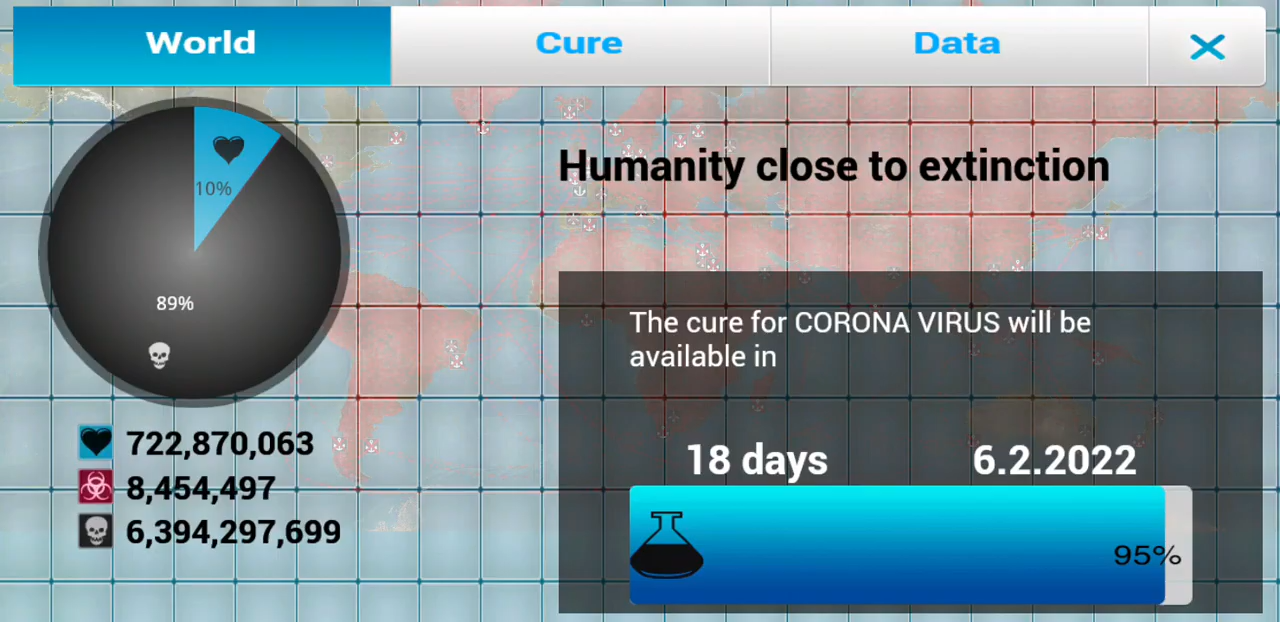 World
Cure
Data
10%
89%
722,870,063
8,454,497
6,394,297,699
Humanity close to extinction
The cure for CORONA VIRUS will be
available in
18 days
6.2.2022
95%